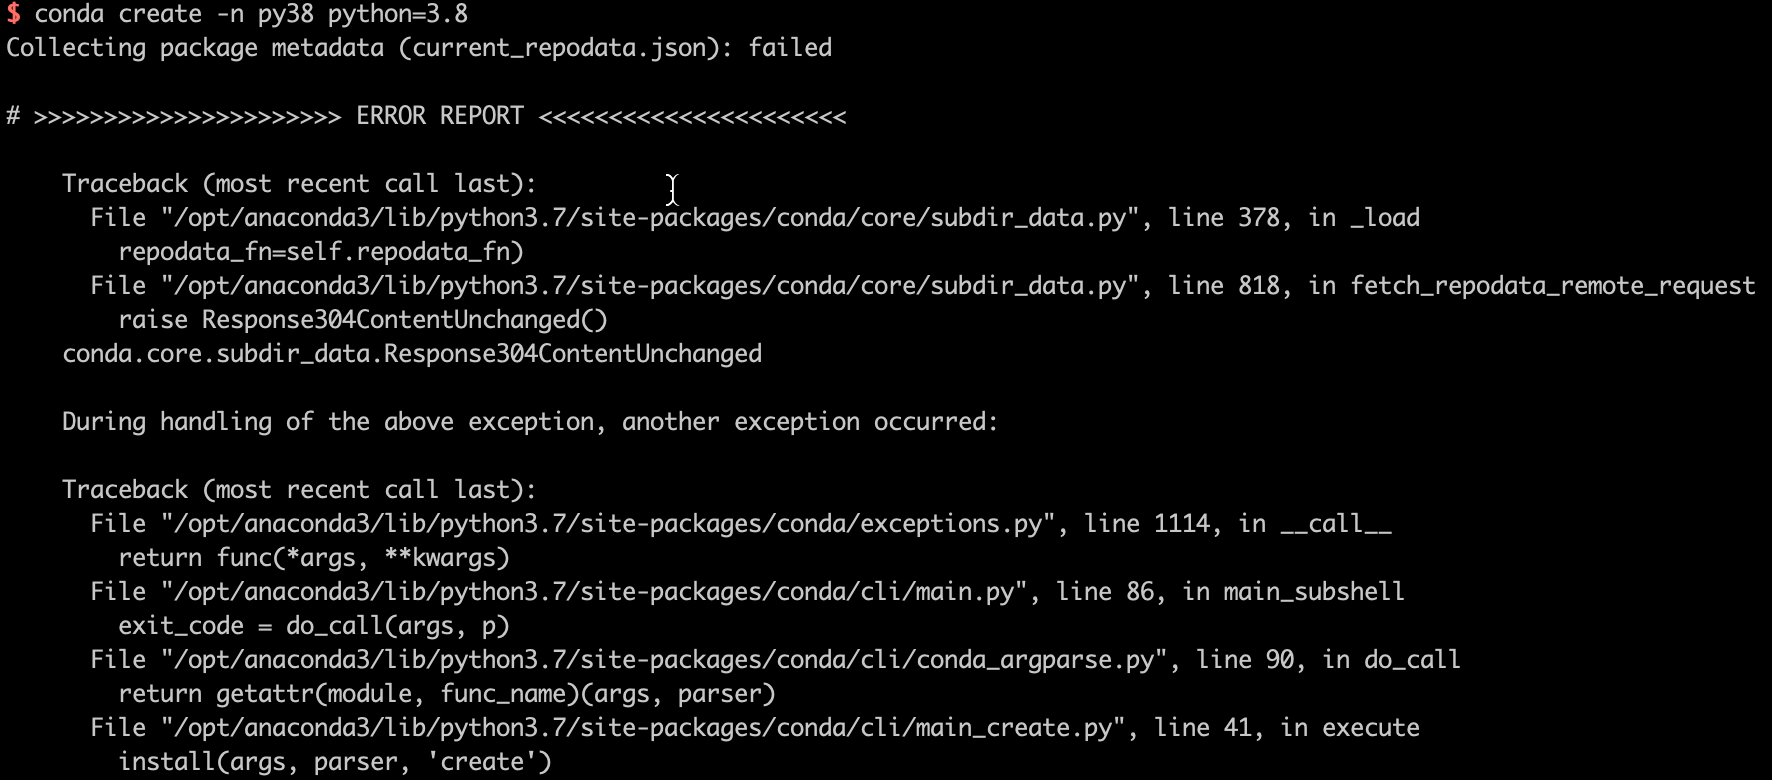 $ conda create -n py38 python=3.8
Collecting package metadata (current_repodata.json): failed
# >>>>>>>>>>>>>>>>>>>>>> ERROR REPORT <<<<<<<<<<<<<<<<<<<<<<
Traceback (most recent call last):
File "/opt/anaconda3/lib/python3.7/site-packages/conda/core/subdir_data.py", line 378, in _load
repodata_fn=self.repodata_fn)
File "/opt/anaconda3/lib/python3.7/site-packages/conda/core/subdir_data.py", line 818, in fetch_repodata_remote_request
raise Response304ContentUnchanged()
conda.core.subdir_data.Response304ContentUnchanged
During handling of the above exception, another exception occurred:
Traceback (most recent call last):
File "/opt/anaconda3/lib/python3.7/site-packages/conda/exceptions.py", line 1114, in __call__
return func(*args, **kwargs)
File "/opt/anaconda3/lib/python3.7/site-packages/conda/cli/main.py", line 86, in main_subshell
exit_code = do_call(args, p)
File "/opt/anaconda3/lib/python3.7/site-packages/conda/cli/conda_argparse.py", line 90, in do_call
return getattr(module, func_name)(args, parser)
File "/opt/anaconda3/lib/python3.7/site-packages/conda/cli/main_create.py", line 41, in execute
install(args, parser, 'create')